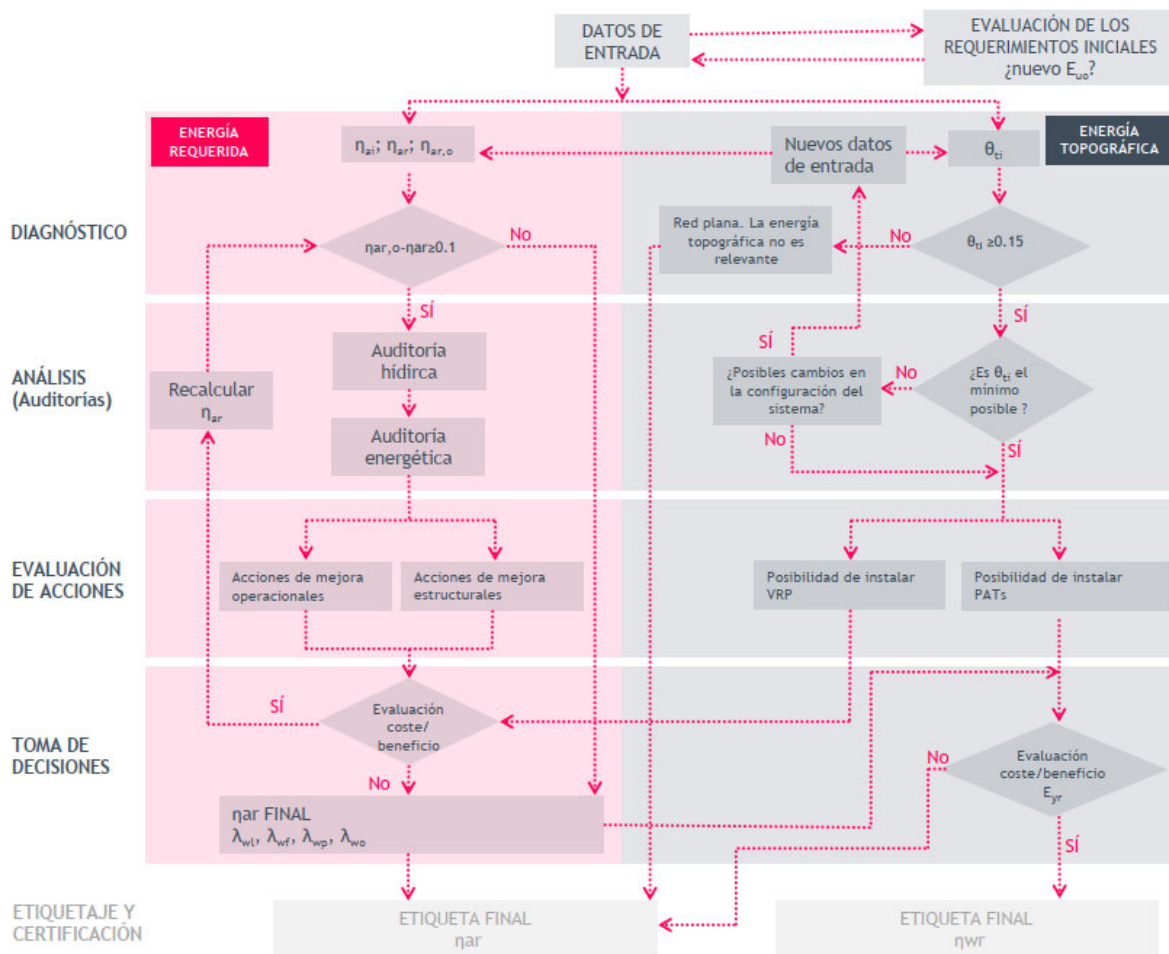 DATOS DE
ENTRADA
EVALUACIÓN DE LOS
REQUERIMIENTOS INICIALES
¿nuevo Euo?
ENERGÍA
REQUERIDA
ηai; ηar; ηar,o
Nuevos datos
de entrada
θti
ENERGÍA
TOPOGRÁFICA
DIAGNÓSTICO
ηar,o-ηar≥0.1
No
Red plana. La energía
topográfica no es
relevante
No
θti ≥0.15
SÍ
SÍ
ANÁLISIS
(Auditorías)
Recalcular
ηar
Auditoría
hídirca
Auditoría
energética
SÍ
¿Posibles cambios en
la configuración del
sistema?
No
No
¿Es θti el
mínimo
posible ?
SÍ
EVALUACIÓN
DE ACCIONES
Acciones de mejora
operacionales
Acciones de mejora
estructurales
Posibilidad de instalar
VRP
Posibilidad de instalar
PATs
TOMA DE
DECISIONES
SÍ
Evaluación
coste/
beneficio
No
ηar FINAL
λwl, λwf, λwp, λwo
No
Evaluación
coste/beneficio
Eyr
SÍ
ETIQUETAJE Y
CERTIFICACIÓN
ETIQUETA FINAL
ηar
ETIQUETA FINAL
ηwr